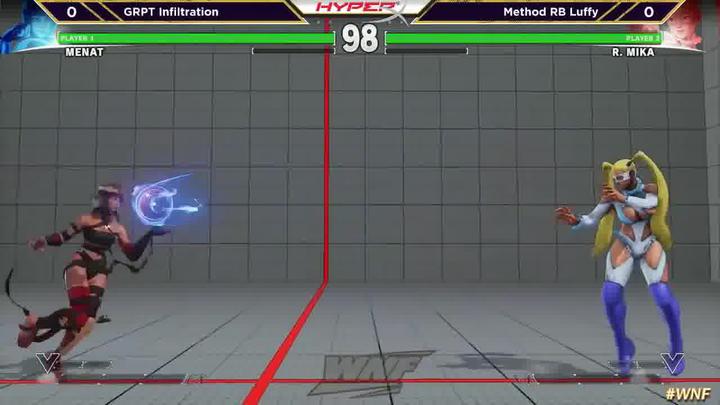 0 GRPT Infiltration HYPER Method RB Luffy 0
PLAYER 1 98 PLAYER 2
MENAT R. MIKA
WNF
#WNF